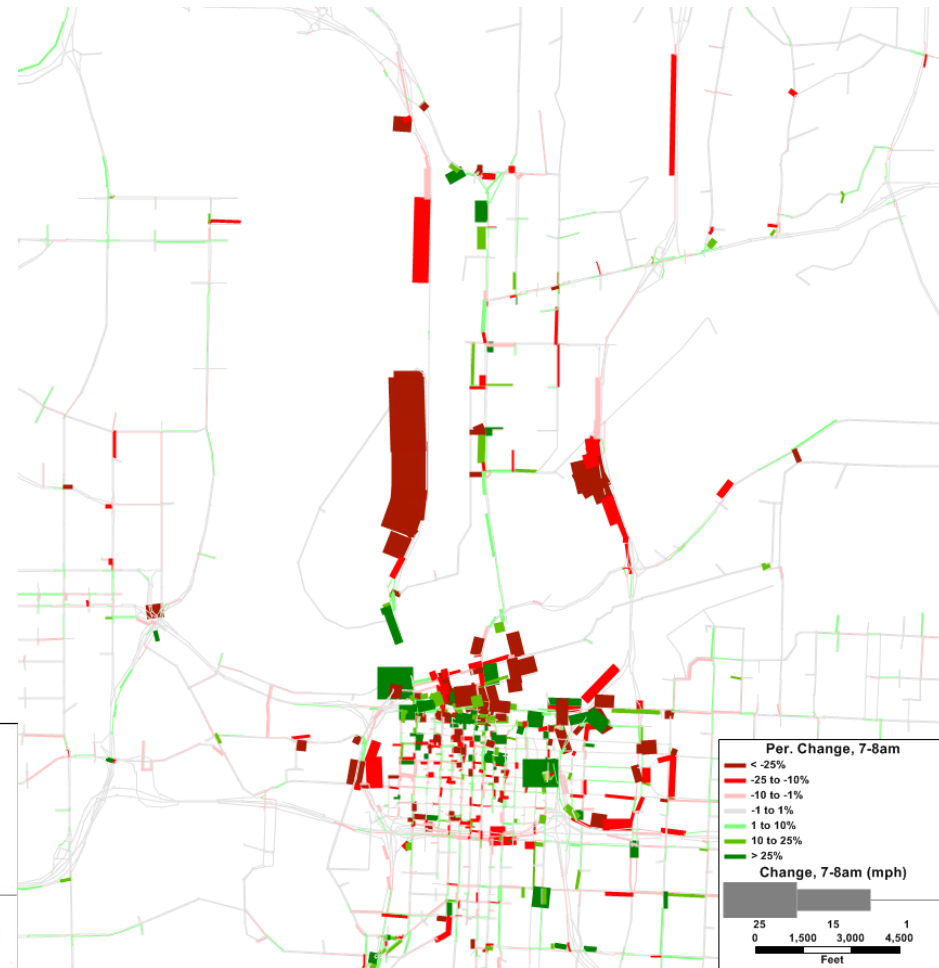 Per. Change, 7-8am
< -25%
-25 to -10%
-10 to -1%
-1 to 1%
1 to 10%
10 to 25%
> 25%
Change, 7-8am (mph)
25 15 1
0 1,500 3,000 4,500
Feet